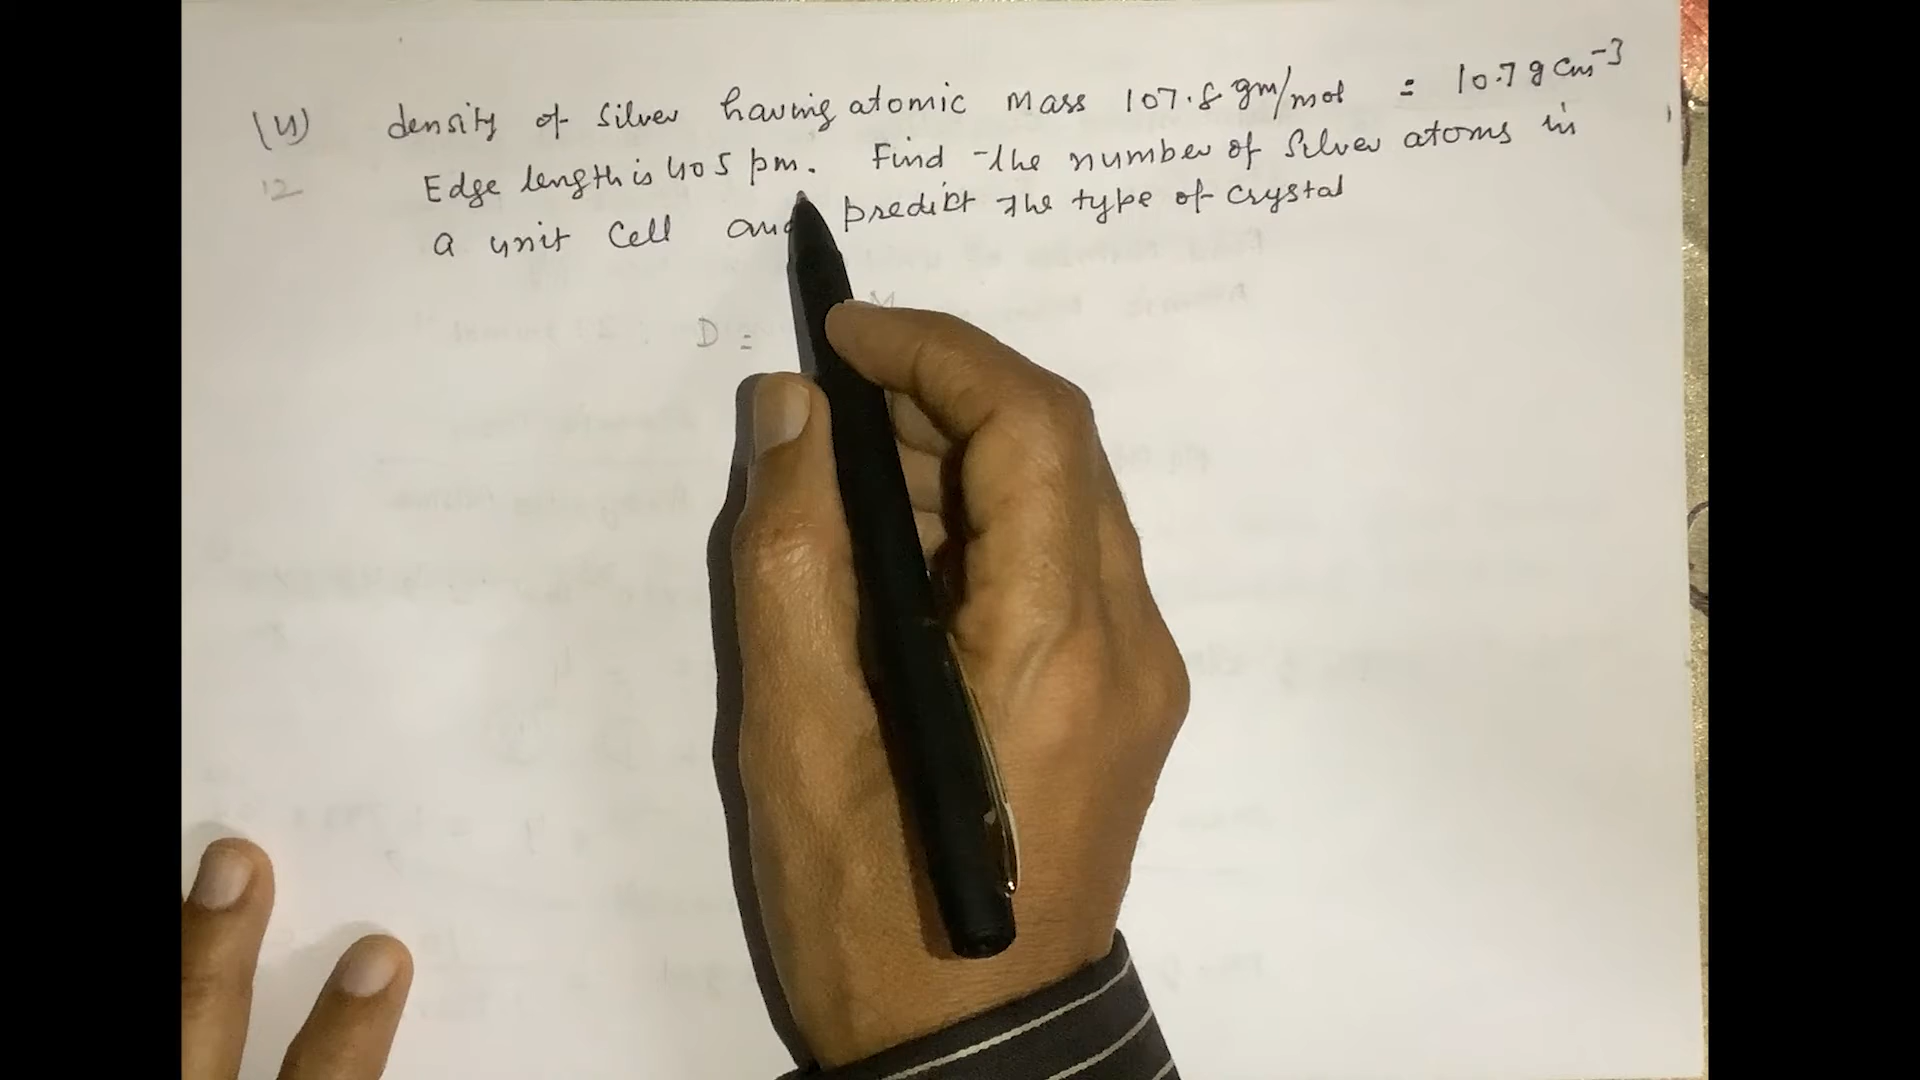 (4) density of Silver having atomic mass 107.8 gm/mol = 10.7 g cm-3
12 Edge length is 405 pm. Find the number of Silver atoms in
a unit Cell and predict the type of crystal
M
D =